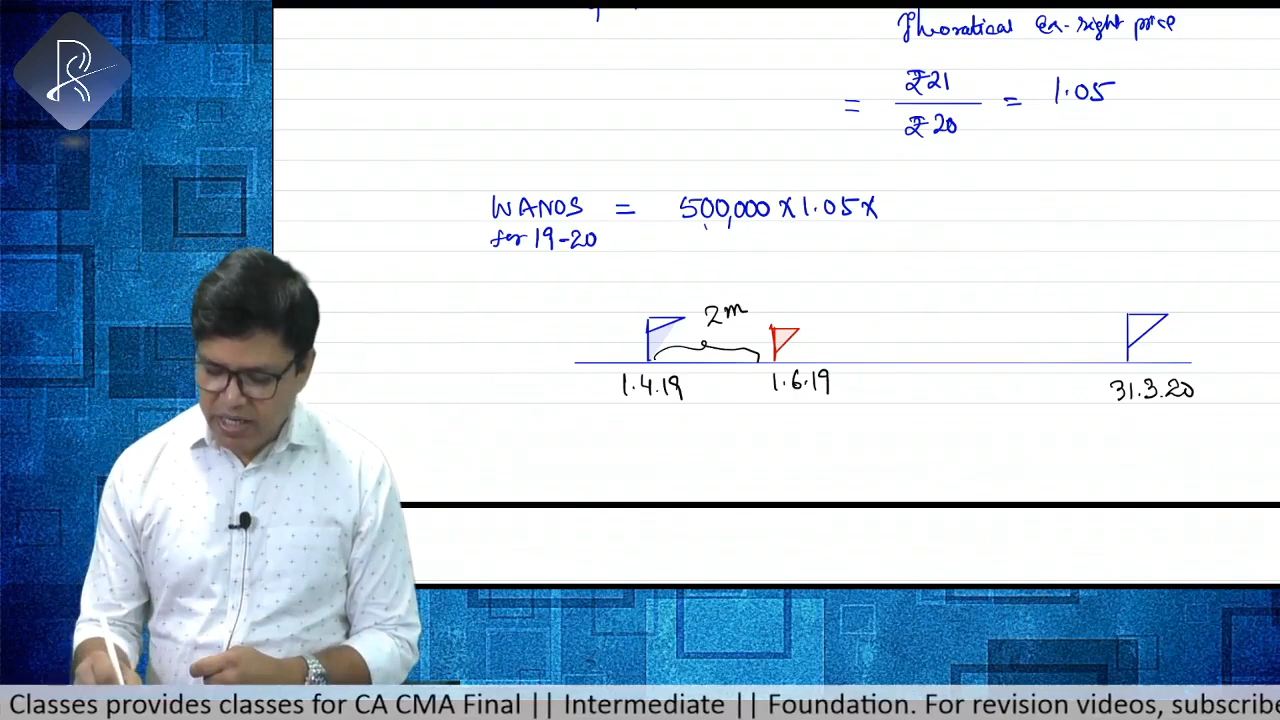 Theoratical ex-right price
= ₹21 / ₹20 = 1.05
WANOS = 500,000 x 1.05 x
for 19-20
2m
1.4.19 1.6.19 31.3.20
Classes provides classes for CA CMA Final || Intermediate || Foundation. For revision videos, subscribe